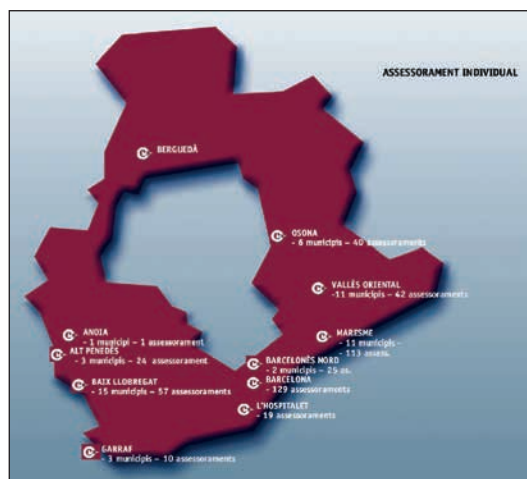 ASSESSORAMENT INDIVIDUAL
BERGUEDÀ
OSONA
- 6 municipis – 40 assessoraments
VALLÈS ORIENTAL
-11 municipis – 42 assessoraments
MARESME
- 11 municipis -
- 113 assess.
ANOIA
- 1 municipi – 1 assessorament
ALT PENEDÈS
- 3 municipis – 24 assessorament
BARCELONÈS NORD
- 2 municipis – 25 as.
BARCELONA
- 329 assessoraments
BAIX LLOBREGAT
- 15 municipis – 57 assessoraments
L'HOSPITALET
- 19 assessoraments
GARRAF
- 3 municipis – 10 assessoraments